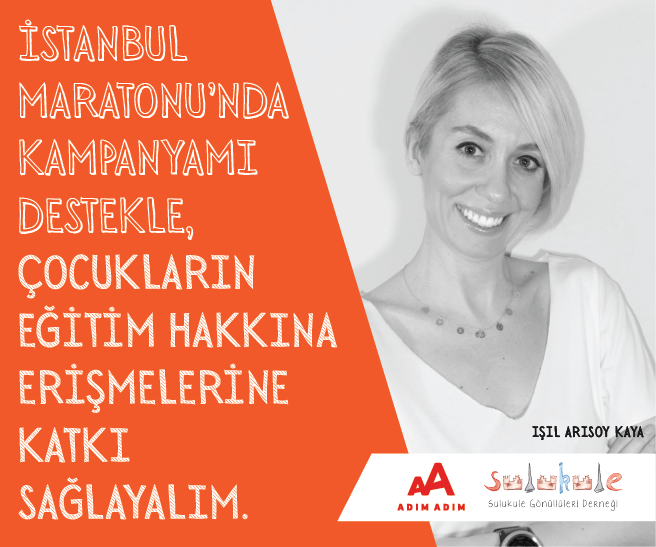 İSTANBUL
MARATONU'NDA
KAMPANYAMI
DESTEKLE,
ÇOCUKLARIN
EĞİTİM HAKKINA
ERİŞMELERİNE
KATKI
SAĞLAYALIM.
IŞIL ARISOY KAYA
AA
ADIM ADIM
sulukule
Sulukule Gönüllüleri Derneği